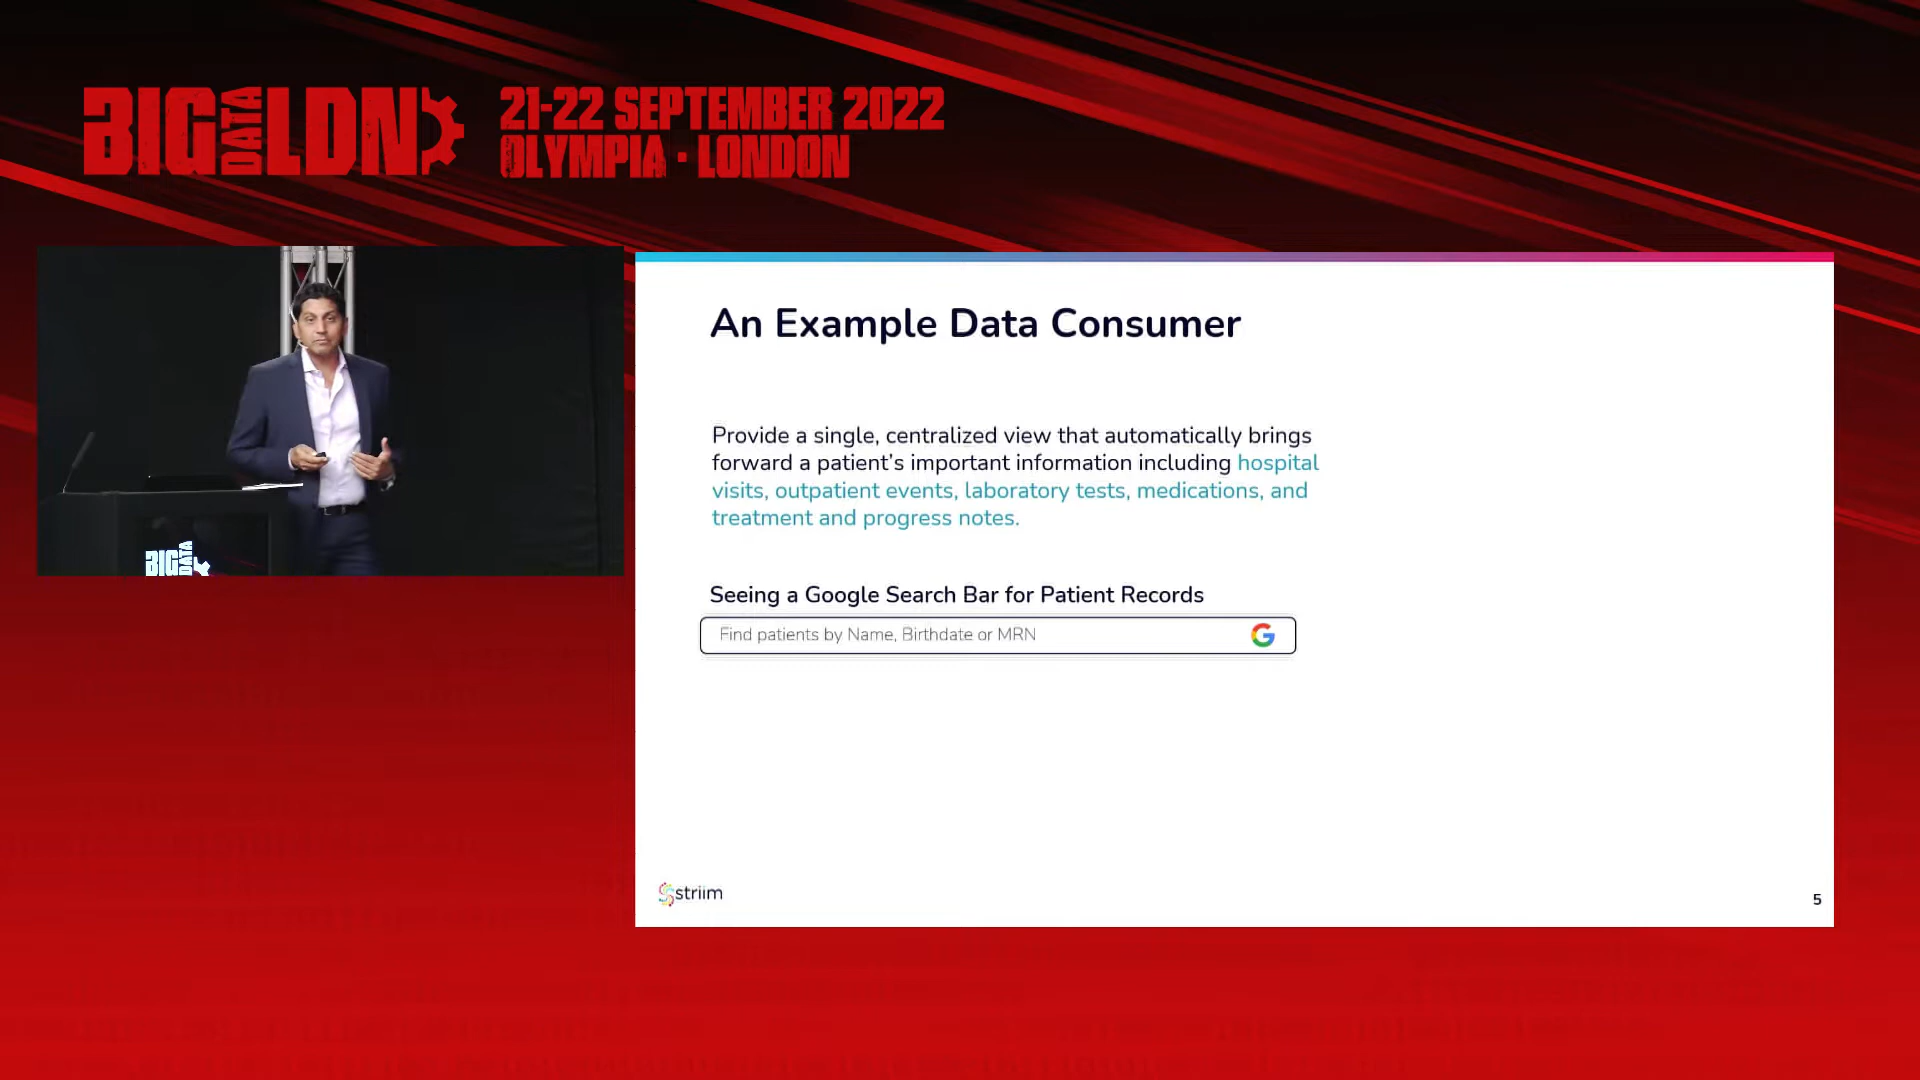 BIG DATA LDN
21-22 SEPTEMBER 2022
OLYMPIA · LONDON
An Example Data Consumer
Provide a single, centralized view that automatically brings
forward a patient’s important information including hospital
visits, outpatient events, laboratory tests, medications, and
treatment and progress notes.
Seeing a Google Search Bar for Patient Records
Find patients by Name, Birthdate or MRN
G
striim
5
BIG DATA